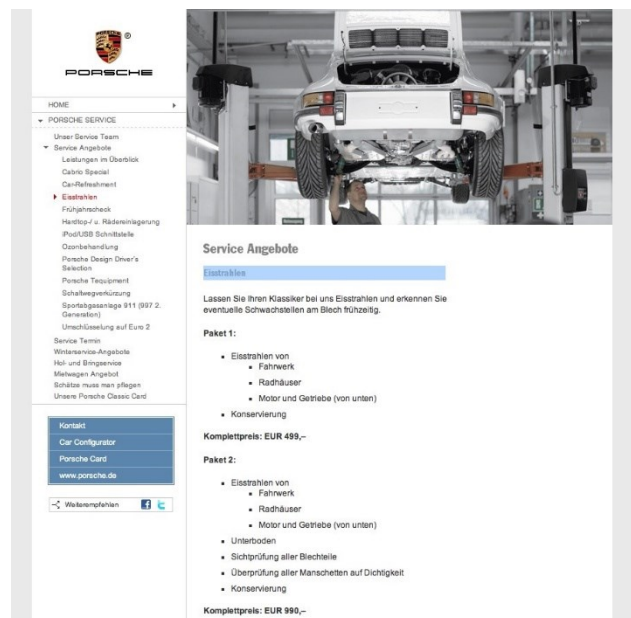 PORSCHE
HOME
PORSCHE SERVICE
Unser Service Team
Service Angebote
Leistungen im Überblick
Cabrio Special
Car-Refreshment
Eisstrahlen
Frühjahrscheck
Hardtop-/ u. Rädereinlagerung
iPod/USB Schnittstelle
Ozonbehandlung
Porsche Design Driver's
Selection
Porsche Tequipment
Schaltwegverkürzung
Sportabgasanlage 911 (997 2.
Generation)
Umschlüsselung auf Euro 2
Service Termin
Winterservice-Angebote
Hol- und Bringservice
Mietwagen Angebot
Schätze muss man pflegen
Unsere Porsche Classic Card
Kontakt
Car Configurator
Porsche Card
www.porsche.de
Weiterempfehlen
Service Angebote
Eisstrahlen
Lassen Sie Ihren Klassiker bei uns Eisstrahlen und erkennen Sie
eventuelle Schwachstellen am Blech frühzeitig.
Paket 1:
Eisstrahlen von
Fahrwerk
Radhäuser
Motor und Getriebe (von unten)
Konservierung
Komplettpreis: EUR 499,–
Paket 2:
Eisstrahlen von
Fahrwerk
Radhäuser
Motor und Getriebe (von unten)
Unterboden
Sichtprüfung aller Blechteile
Überprüfung aller Manschetten auf Dichtigkeit
Konservierung
Komplettpreis: EUR 990,–